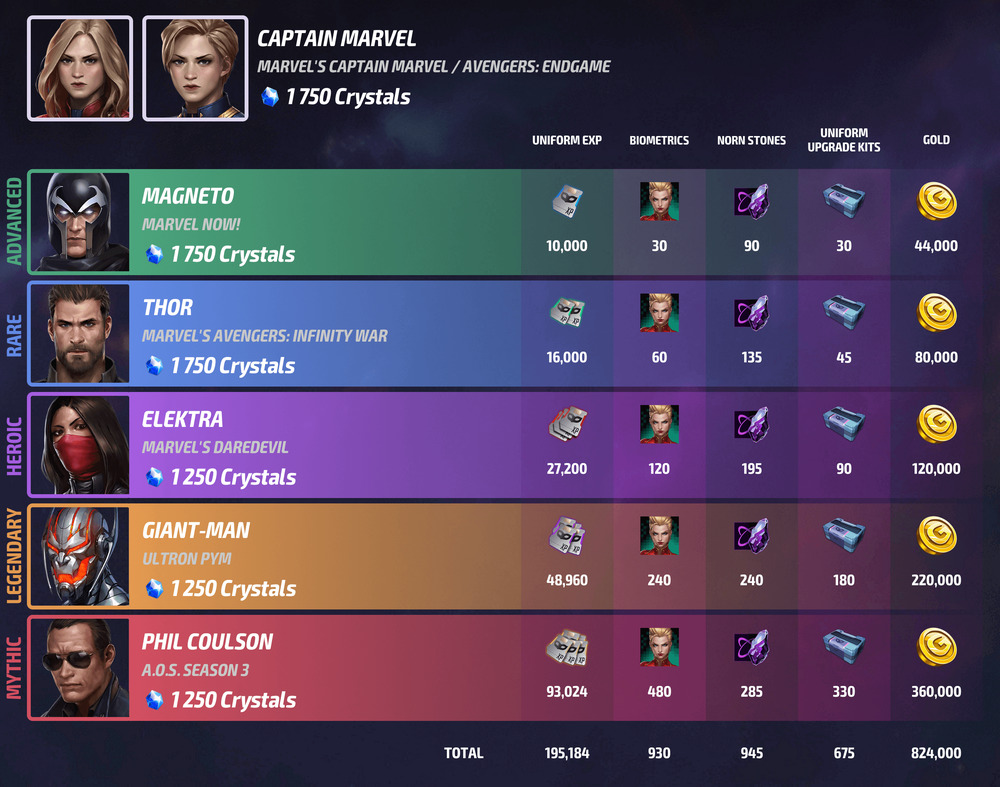 CAPTAIN MARVEL
MARVEL'S CAPTAIN MARVEL / AVENGERS: ENDGAME
1 750 Crystals
UNIFORM EXP BIOMETRICS NORN STONES UNIFORM UPGRADE KITS GOLD
ADVANCED
MAGNETO
MARVEL NOW!
1 750 Crystals
10,000 30 90 30 44,000
RARE
THOR
MARVEL'S AVENGERS: INFINITY WAR
1 750 Crystals
16,000 60 135 45 80,000
HEROIC
ELEKTRA
MARVEL'S DAREDEVIL
1 250 Crystals
27,200 120 195 90 120,000
LEGENDARY
GIANT-MAN
ULTRON PYM
1 250 Crystals
48,960 240 240 180 220,000
MYTHIC
PHIL COULSON
A.O.S. SEASON 3
1 250 Crystals
93,024 480 285 330 360,000
TOTAL 195,184 930 945 675 824,000